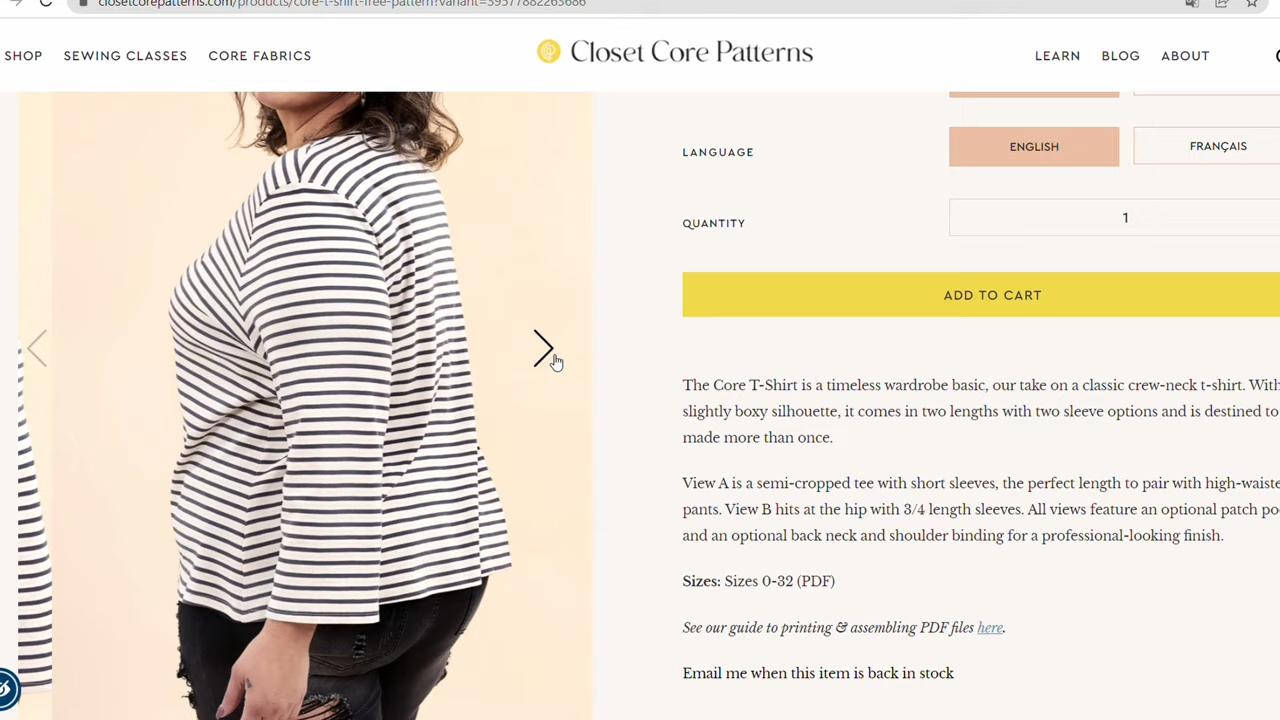 closetcorepatterns.com/products/core-t-shirt-free-pattern?variant=39577882263686
SHOP SEWING CLASSES CORE FABRICS Closet Core Patterns LEARN BLOG ABOUT
LANGUAGE ENGLISH FRANÇAIS
QUANTITY 1
ADD TO CART
The Core T-Shirt is a timeless wardrobe basic, our take on a classic crew-neck t-shirt. With
slightly boxy silhouette, it comes in two lengths with two sleeve options and is destined to
made more than once.
View A is a semi-cropped tee with short sleeves, the perfect length to pair with high-waiste
pants. View B hits at the hip with 3/4 length sleeves. All views feature an optional patch po
and an optional back neck and shoulder binding for a professional-looking finish.
Sizes: Sizes 0-32 (PDF)
See our guide to printing & assembling PDF files here.
Email me when this item is back in stock